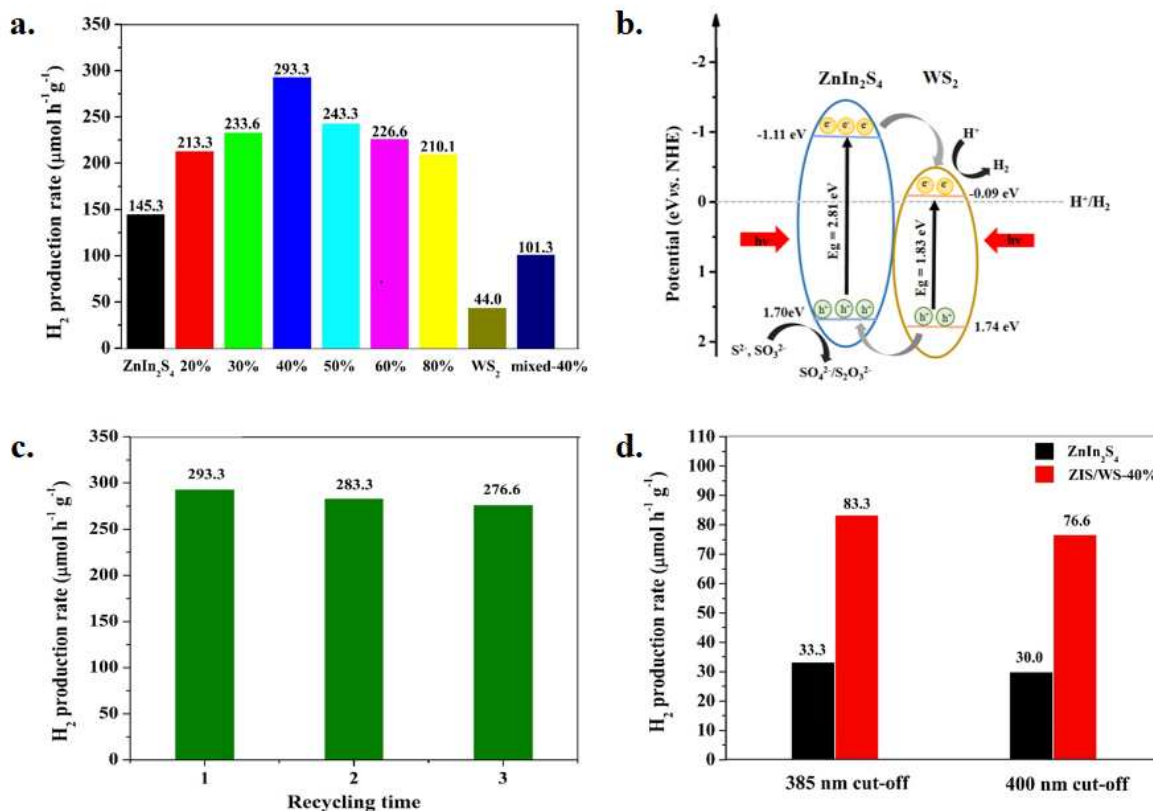 a.
H₂ production rate (μmol h⁻¹ g⁻¹)
350
300
250
200
150
100
50
0
145.3
213.3
233.6
293.3
243.3
226.6
210.1
44.0
101.3
ZnIn₂S₄ 20% 30% 40% 50% 60% 80% WS₂ mixed-40%
b.
Potential (eV vs. NHE)
-2
-1
0
1
2
ZnIn₂S₄ WS₂
e⁻ e⁻ e⁻
-1.11 eV
H⁺
H₂
e⁻ e⁻
-0.09 eV
H⁺/H₂
hν
Eg = 2.81 eV
Eg = 1.83 eV
hν
h⁺ h⁺ h⁺
h⁺ h⁺
1.70eV
1.74 eV
S²⁻, SO₃²⁻
SO₄²⁻/S₂O₃²⁻
c.
H₂ production rate (μmol h⁻¹ g⁻¹)
350
300
250
200
150
100
50
0
293.3
283.3
276.6
1 2 3
Recycling time
d.
H₂ production rate (μmol h⁻¹ g⁻¹)
110
100
90
80
70
60
50
40
30
20
10
0
ZnIn₂S₄
ZIS/WS-40%
33.3
83.3
30.0
76.6
385 nm cut-off 400 nm cut-off